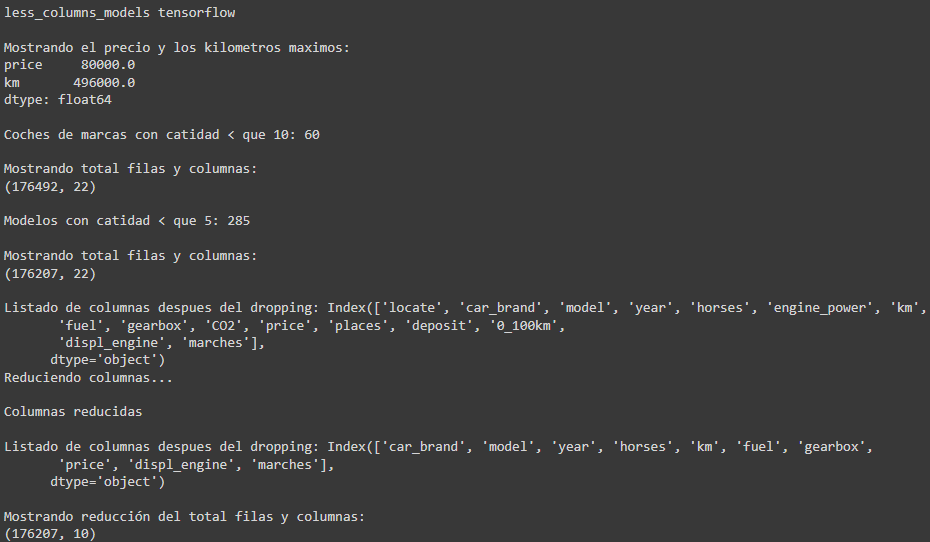 less_columns_models tensorflow
Mostrando el precio y los kilometros maximos:
price     80000.0
km       496000.0
dtype: float64
Coches de marcas con catidad < que 10: 60
Mostrando total filas y columnas:
(176492, 22)
Modelos con catidad < que 5: 285
Mostrando total filas y columnas:
(176207, 22)
Listado de columnas despues del dropping: Index(['locate', 'car_brand', 'model', 'year', 'horses', 'engine_power', 'km',
       'fuel', 'gearbox', 'CO2', 'price', 'places', 'deposit', '0_100km',
       'displ_engine', 'marches'],
      dtype='object')
Reduciendo columnas...
Columnas reducidas
Listado de columnas despues del dropping: Index(['car_brand', 'model', 'year', 'horses', 'km', 'fuel', 'gearbox',
       'price', 'displ_engine', 'marches'],
      dtype='object')
Mostrando reducción del total filas y columnas:
(176207, 10)